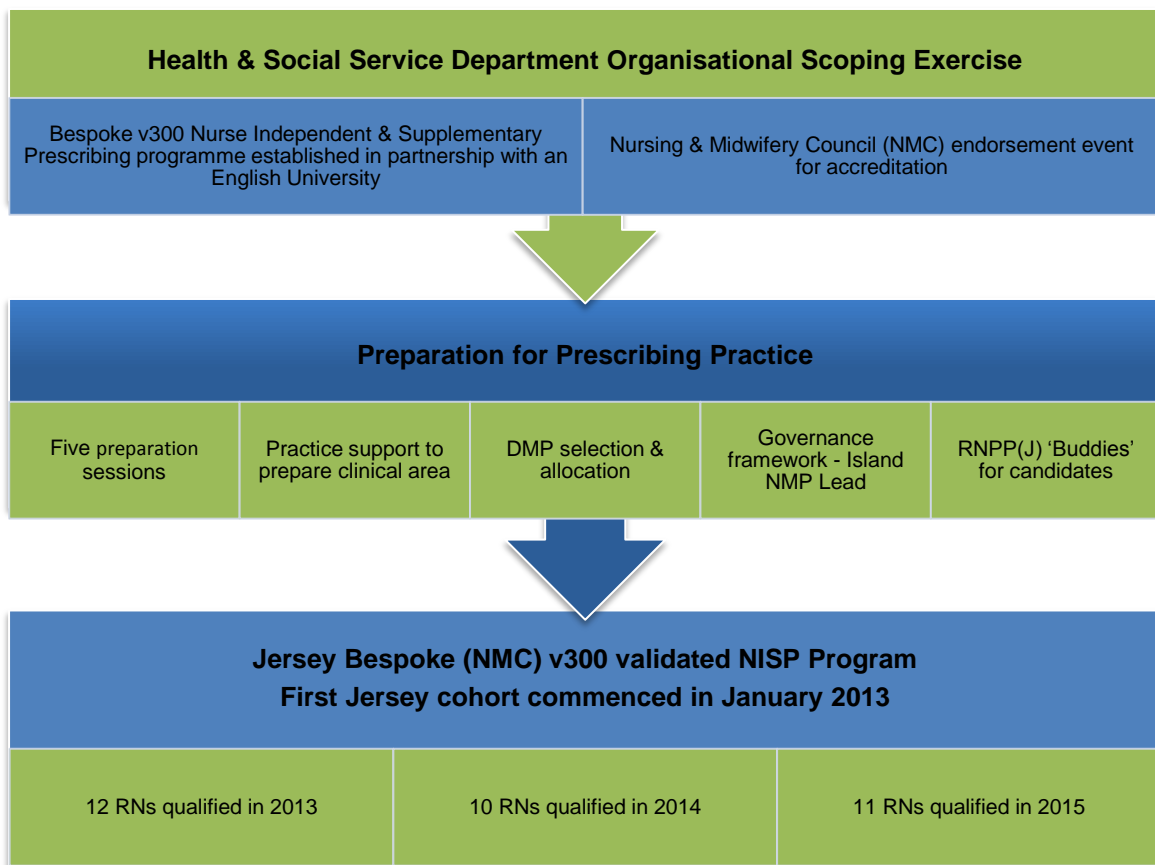 Health & Social Service Department Organisational Scoping Exercise
Bespoke v300 Nurse Independent & Supplementary
Prescribing programme established in partnership with an
English University
Nursing & Midwifery Council (NMC) endorsement event
for accreditation
Preparation for Prescribing Practice
Five preparation
sessions
Practice support to
prepare clinical area
DMP selection &
allocation
Governance
framework - Island
NMP Lead
RNPP(J) ‘Buddies’
for candidates
Jersey Bespoke (NMC) v300 validated NISP Program
First Jersey cohort commenced in January 2013
12 RNs qualified in 2013
10 RNs qualified in 2014
11 RNs qualified in 2015